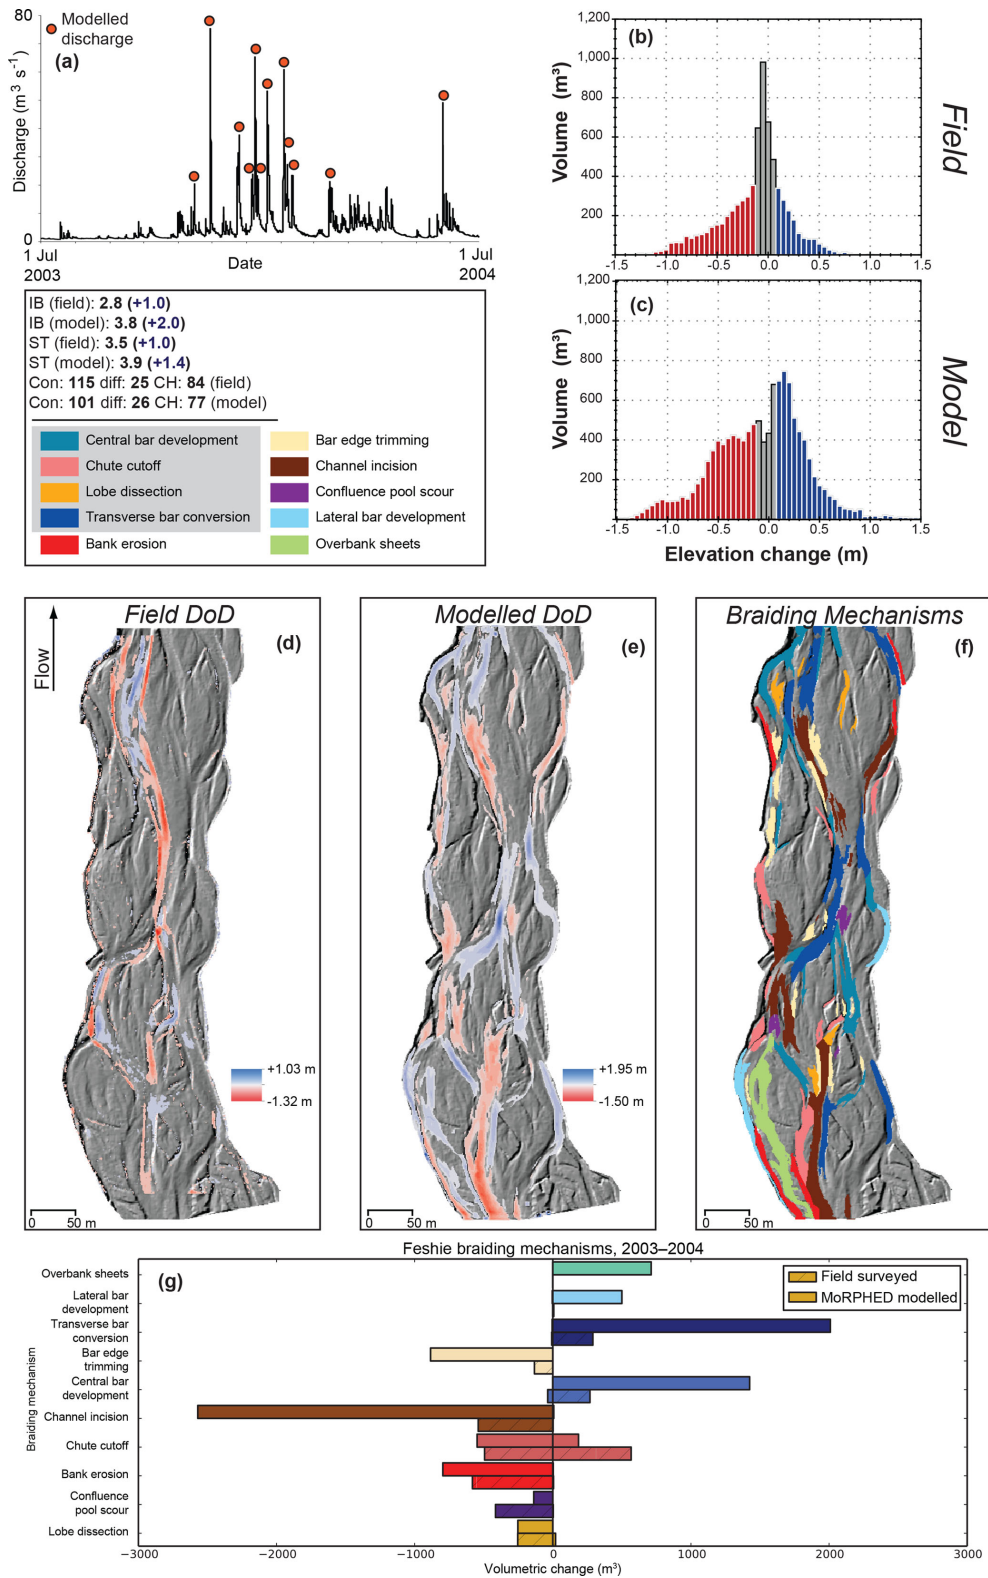 80
Modelled
discharge
(a)
Discharge (m³ s⁻¹)
0
1 Jul
2003
Date
1 Jul
2004
IB (field): 2.8 (+1.0)
IB (model): 3.8 (+2.0)
ST (field): 3.5 (+1.0)
ST (model): 3.9 (+1.4)
Con: 115 diff: 25 CH: 84 (field)
Con: 101 diff: 26 CH: 77 (model)
Central bar development
Chute cutoff
Lobe dissection
Transverse bar conversion
Bank erosion
Bar edge trimming
Channel incision
Confluence pool scour
Lateral bar development
Overbank sheets
1,200
1,000
800
600
400
200
Volume (m³)
(b)
-1.5 -1.0 -0.5 0.0 0.5 1.0 1.5
Field
1,200
1,000
800
600
400
200
Volume (m³)
(c)
-1.5 -1.0 -0.5 0.0 0.5 1.0 1.5
Elevation change (m)
Model
Flow
Field DoD
(d)
+1.03 m
-1.32 m
0 50 m
Modelled DoD
(e)
+1.95 m
-1.50 m
0 50 m
Braiding Mechanisms
(f)
0 50 m
Feshie braiding mechanisms, 2003–2004
(g)
Field surveyed
MoRPHED modelled
Braiding mechanism
Overbank sheets
Lateral bar
development
Transverse bar
conversion
Bar edge
trimming
Central bar
development
Channel incision
Chute cutoff
Bank erosion
Confluence
pool scour
Lobe dissection
−3000 −2000 −1000 0 1000 2000 3000
Volumetric change (m³)